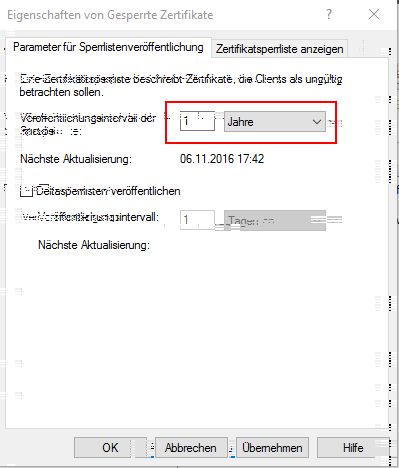 Eigenschaften von Gesperrte Zertifikate
Parameter für Sperrlistenveröffentlichung
Zertifikatsperrliste anzeigen
Eine Zertifikatsperrliste beschreibt Zertifikate, die Clients als ungültig
betrachten sollen.
Veröffentlichungsintervall der
1
Jahre
Nächste Aktualisierung:
06.11.2016 17:42
Deltasperrlisten veröffentlichen
Veröffentlichungsintervall:
1
Tagen
Nächste Aktualisierung:
OK
Abbrechen
Übernehmen
Hilfe